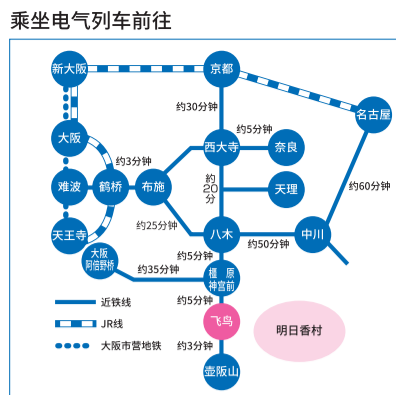 乘坐电气列车前往
新大阪
京都
名古屋
约30分钟
大阪
约5分钟
西大寺
奈良
约3分钟
难波
鹤桥
布施
約
20
分
天理
约60分钟
约25分钟
天王寺
八木
中川
约50分钟
大阪
阿倍野桥
约5分钟
约35分钟
橿原
神宫前
近铁线
约5分钟
JR线
飞鸟
明日香村
大阪市营地铁
约3分钟
壶阪山